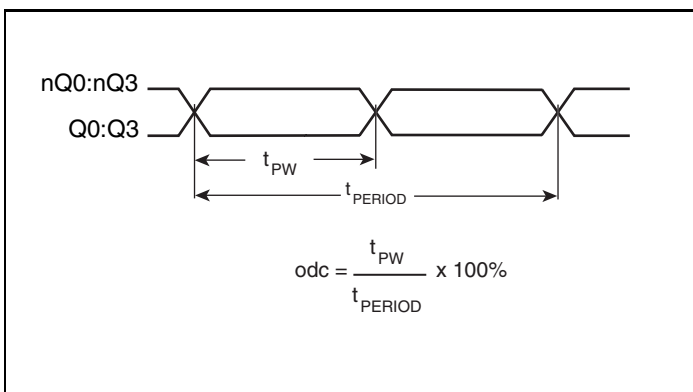 nQ0:nQ3
Q0:Q3
tPW
tPERIOD
odc = tPW / tPERIOD x 100%